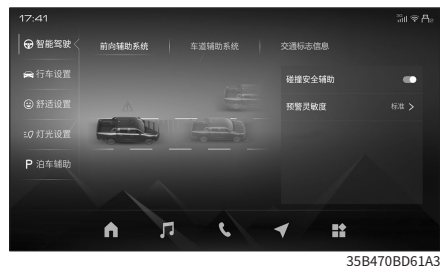 17:41
智能驾驶
前向辅助系统
车道辅助系统
交通标志信息
行车设置
碰撞安全辅助
舒适设置
预警灵敏度
标准
灯光设置
P 泊车辅助
35B470BD61A3